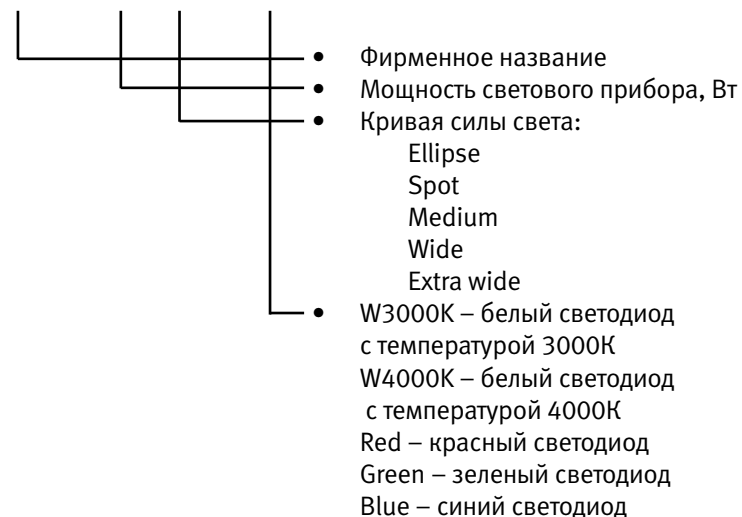 • Фирменное название
• Мощность светового прибора, Вт
• Кривая силы света:
Ellipse
Spot
Medium
Wide
Extra wide
• W3000K – белый светодиод
с температурой 3000К
W4000K – белый светодиод
с температурой 4000К
Red – красный светодиод
Green – зеленый светодиод
Blue – синий светодиод